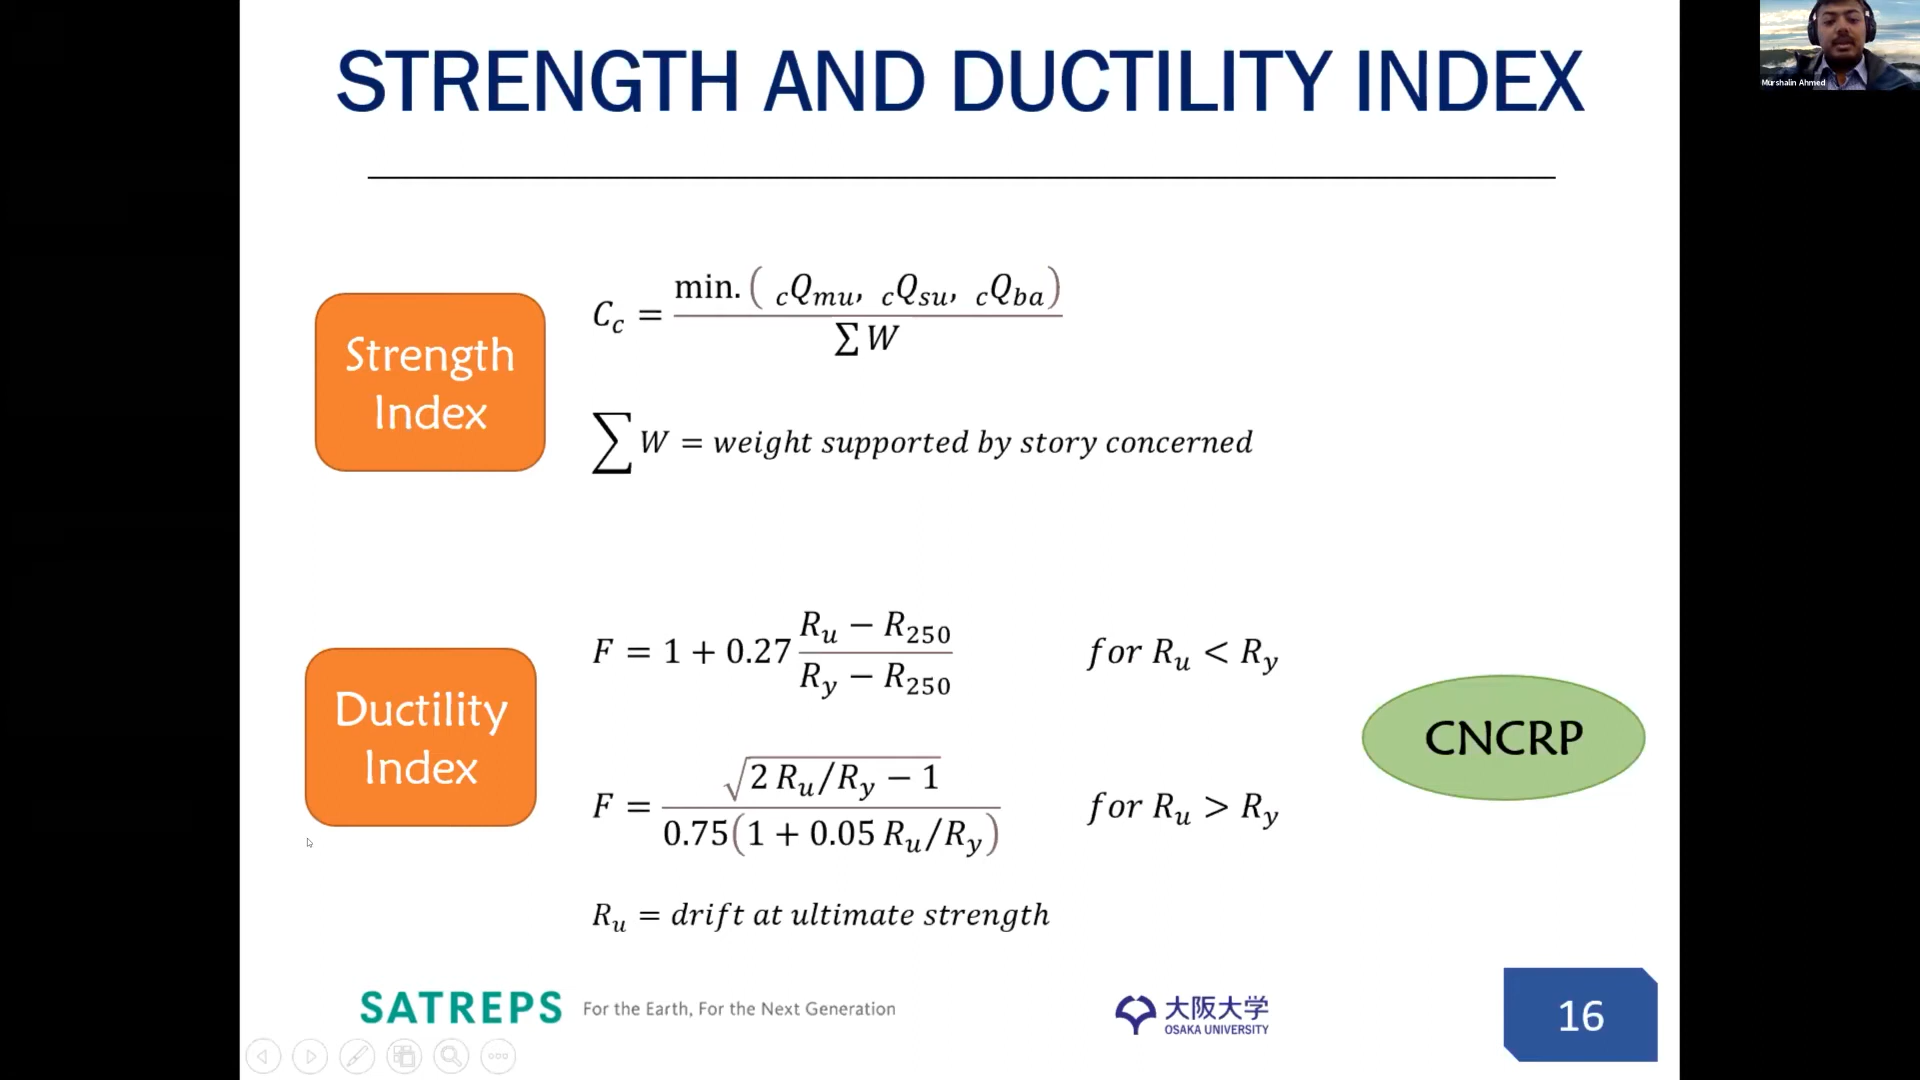 STRENGTH AND DUCTILITY INDEX
Murshalin Ahmed
Strength
Index
C_c = min. ( _cQ_mu, _cQ_su, _cQ_ba) / ∑ W
∑ W = weight supported by story concerned
Ductility
Index
F = 1 + 0.27 (R_u − R_250) / (R_y − R_250) for R_u < R_y
F = √(2 R_u/R_y − 1) / 0.75(1 + 0.05 R_u/R_y) for R_u > R_y
CNCRP
R_u = drift at ultimate strength
SATREPS For the Earth, For the Next Generation
大阪大学
OSAKA UNIVERSITY
16